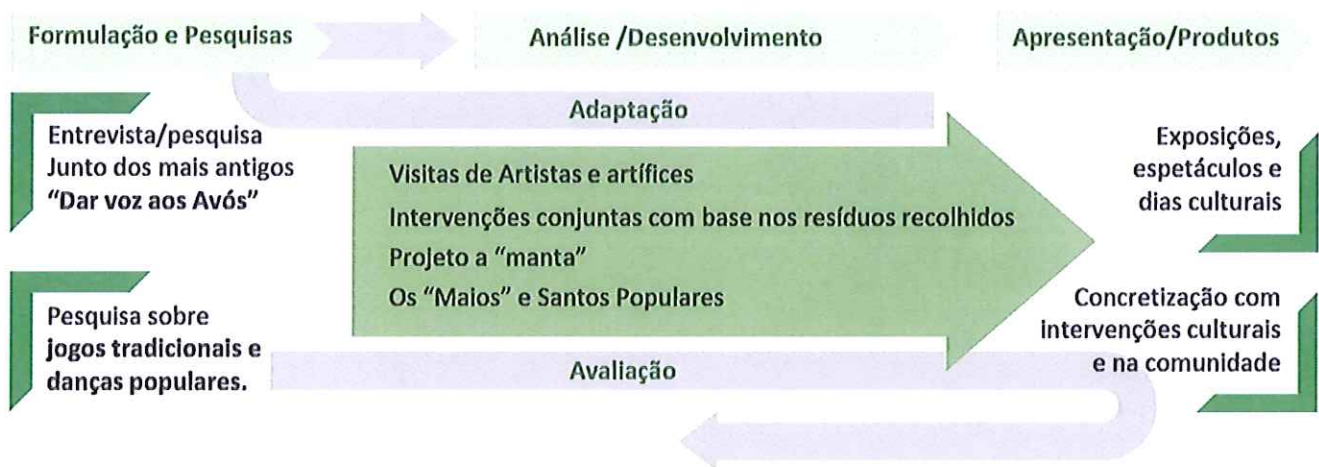 Formulação e Pesquisas
Análise /Desenvolvimento
Apresentação/Produtos
Adaptação
Entrevista/pesquisa
Junto dos mais antigos
“Dar voz aos Avós”
Pesquisa sobre
jogos tradicionais e
danças populares.
Visitas de Artistas e artífices
Intervenções conjuntas com base nos resíduos recolhidos
Projeto a “manta”
Os “Maios” e Santos Populares
Avaliação
Exposições,
espetáculos e
dias culturais
Concretização com
intervenções culturais
e na comunidade